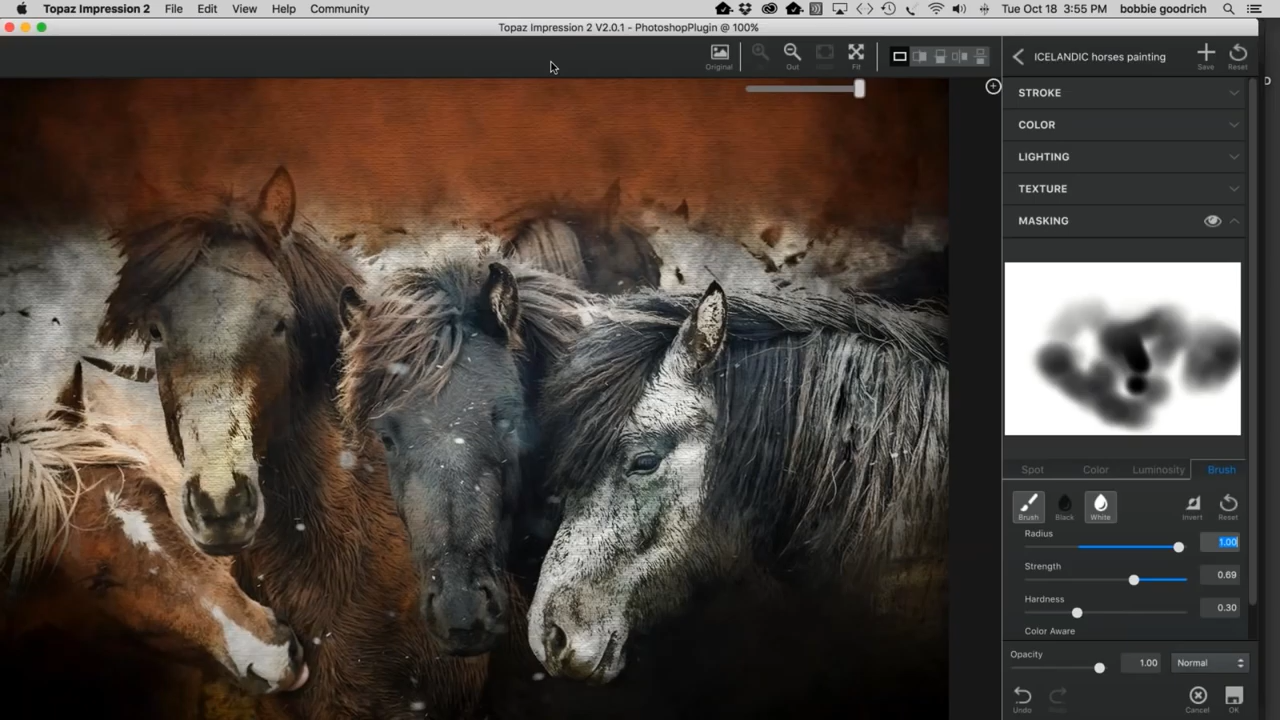 Topaz Impression 2 File Edit View Window Help Community Tue Oct 18 3:55 PM bobbie goodrich
Topaz Impression 2 V2.0.1 - PhotoshopPlugin @ 100%
Original Out Fit
ICELANDIC horses painting Save Reset
STROKE
COLOR
LIGHTING
TEXTURE
MASKING
Spot Color Luminosity Brush
Brush Black White Invert Reset
Radius 1.00
Strength 0.69
Hardness 0.30
Color Aware
Opacity 1.00 Normal
Undo Cancel OK